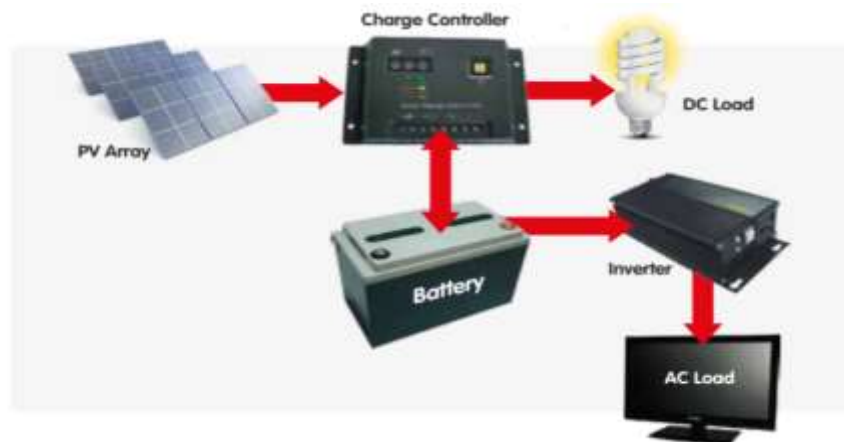 Charge Controller
DC Load
PV Array
Inverter
Battery
AC Load